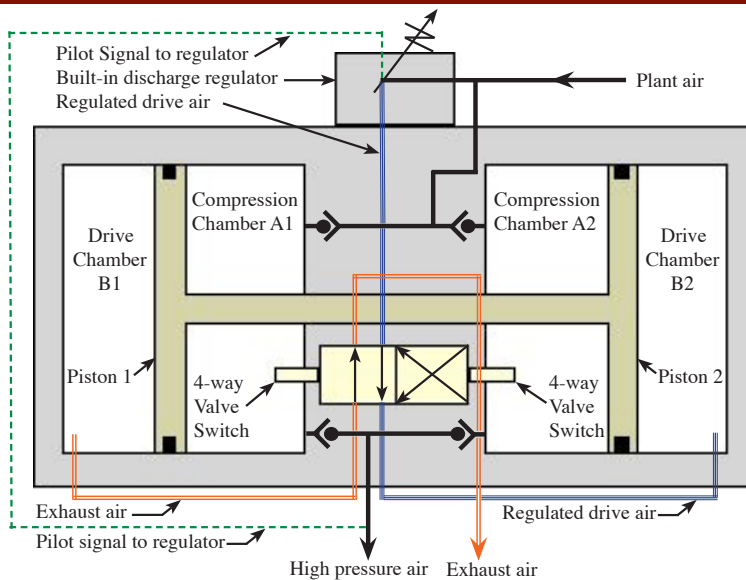 Pilot Signal to regulator
Built-in discharge regulator
Regulated drive air
Plant air
Compression
Chamber A1
Compression
Chamber A2
Drive
Chamber
B1
Drive
Chamber
B2
Piston 1
4-way
Valve
Switch
4-way
Valve
Switch
Piston 2
Exhaust air
Regulated drive air
Pilot signal to regulator
High pressure air
Exhaust air